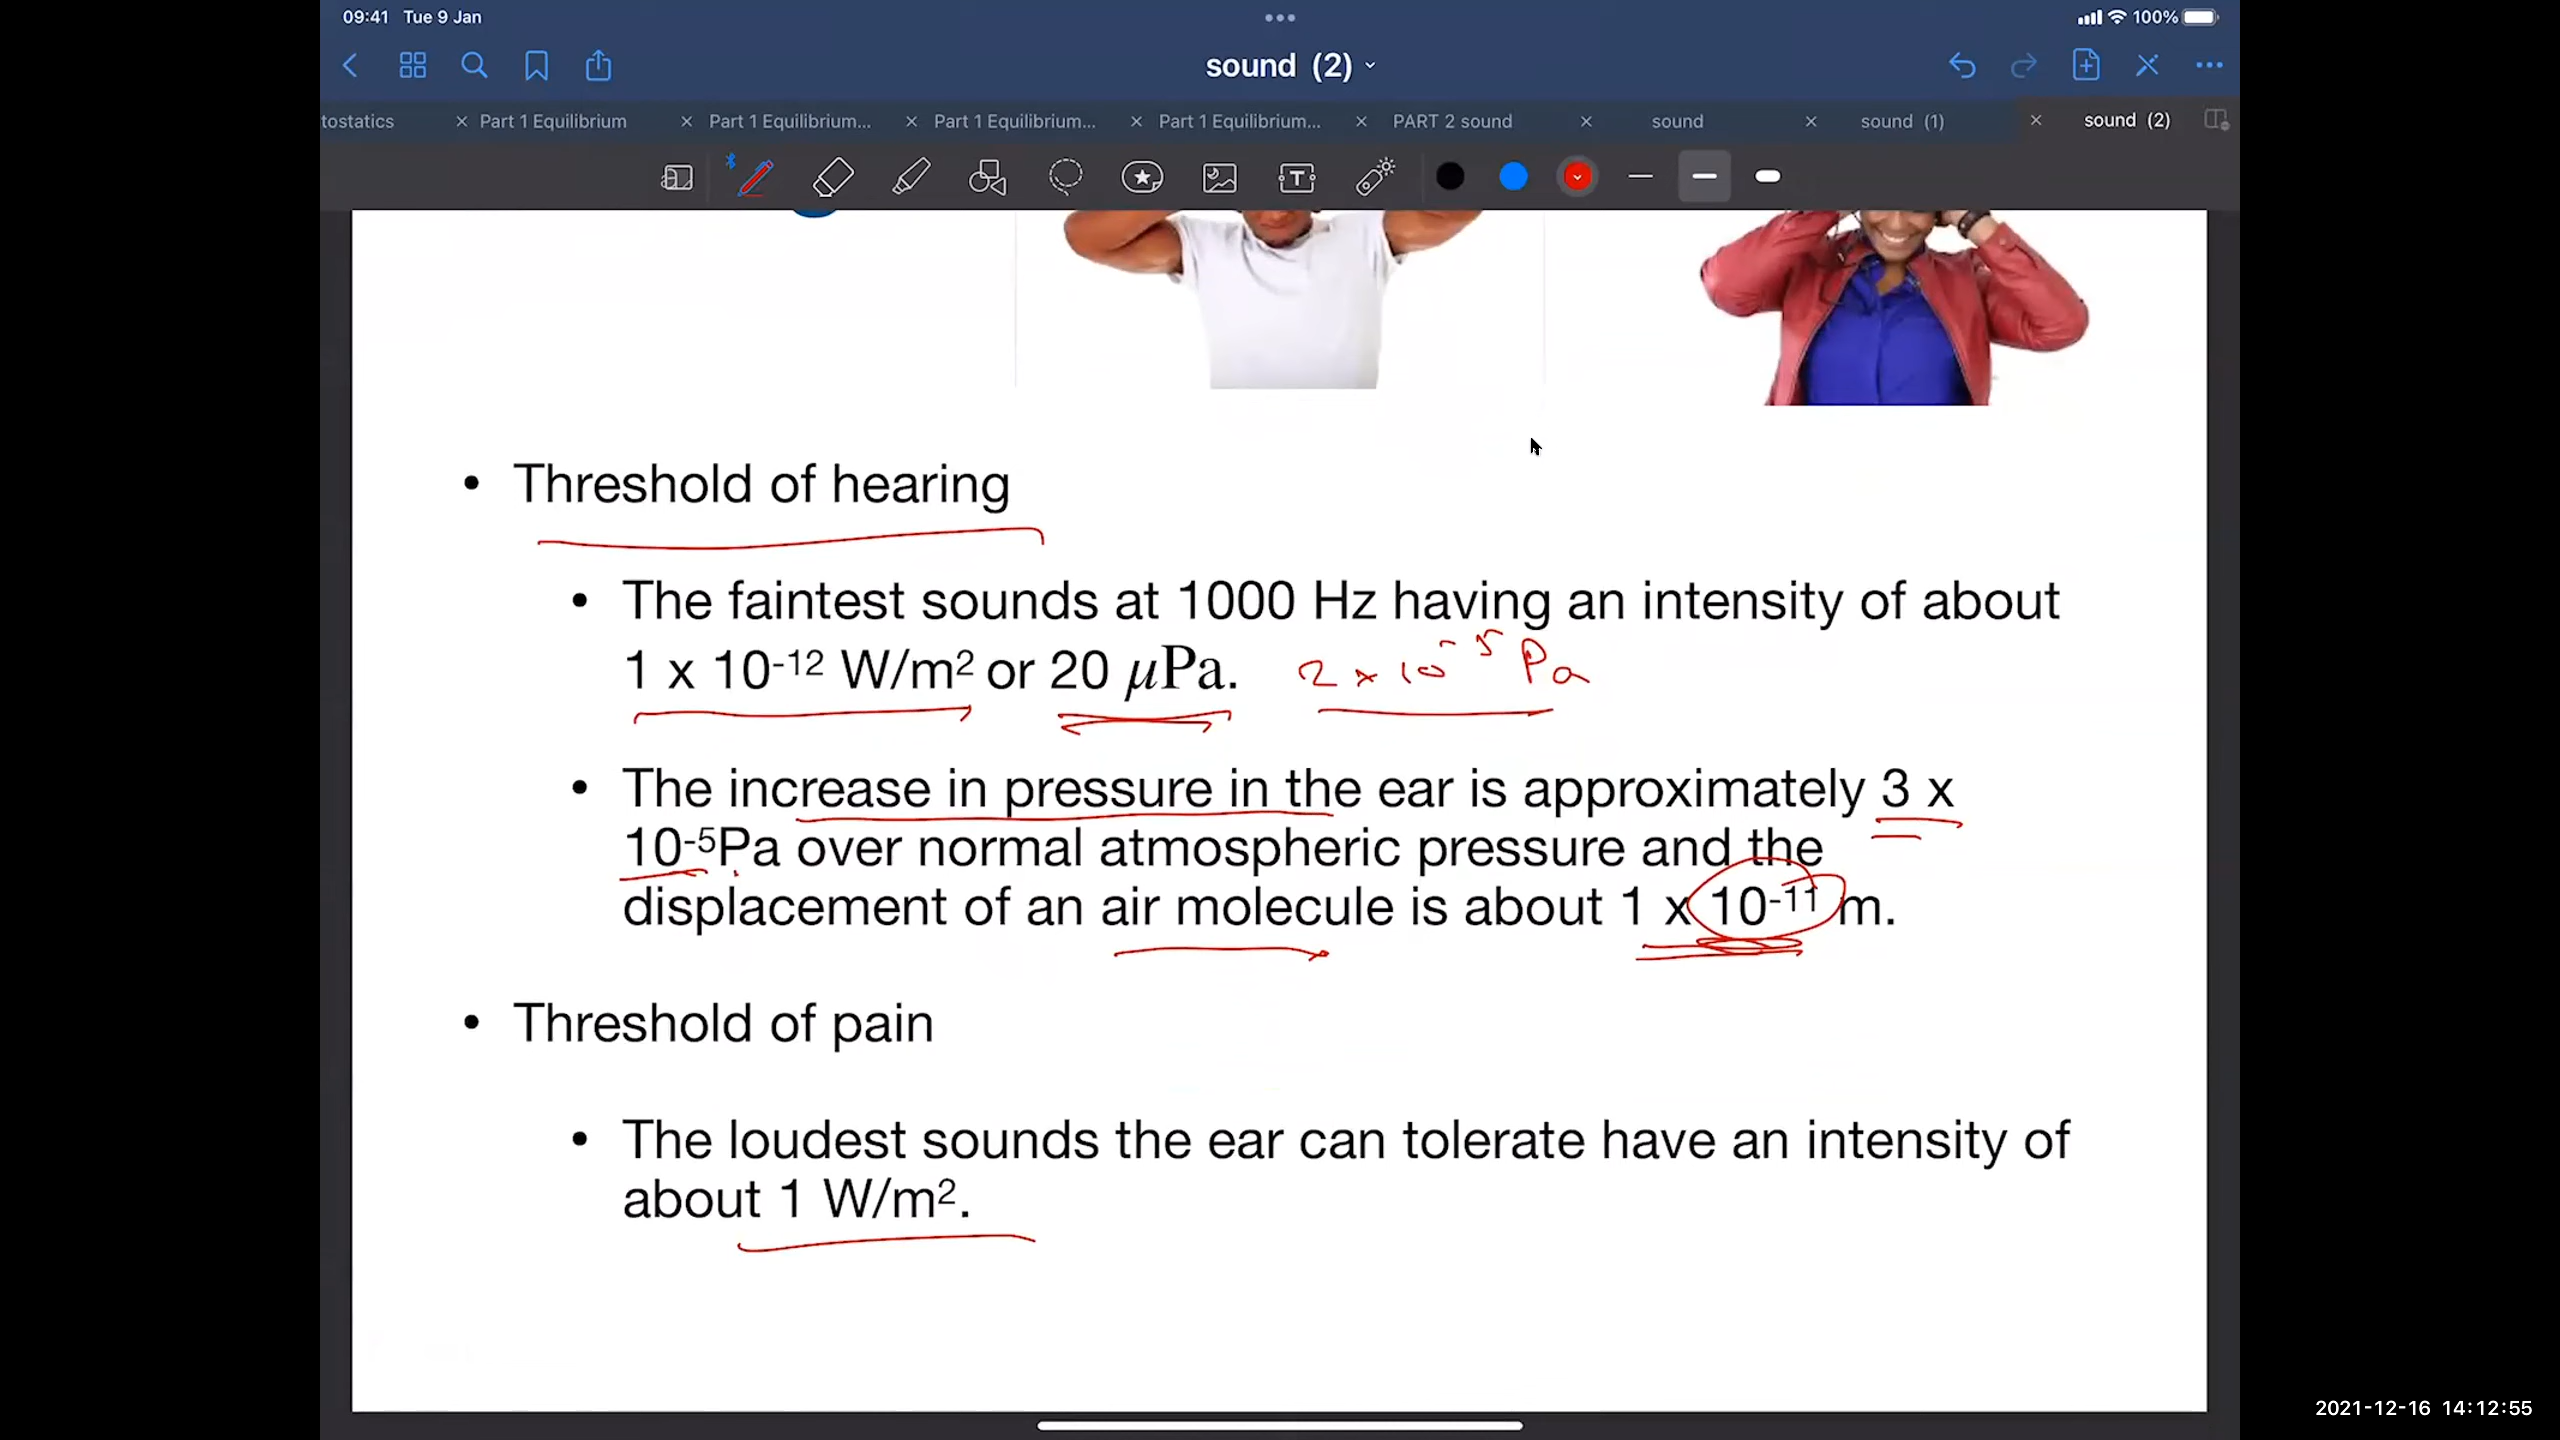 09:41 Tue 9 Jan
100%
sound (2)
tostatics
Part 1 Equilibrium
Part 1 Equilibrium...
Part 1 Equilibrium...
Part 1 Equilibrium...
PART 2 sound
sound
sound (1)
sound (2)
• Threshold of hearing
• The faintest sounds at 1000 Hz having an intensity of about
1 x 10⁻¹² W/m² or 20 μPa. 2 x 10⁻⁵ Pa
• The increase in pressure in the ear is approximately 3 x
10⁻⁵Pa over normal atmospheric pressure and the
displacement of an air molecule is about 1 x 10⁻¹¹ m.
• Threshold of pain
• The loudest sounds the ear can tolerate have an intensity of
about 1 W/m².
2021-12-16 14:12:55